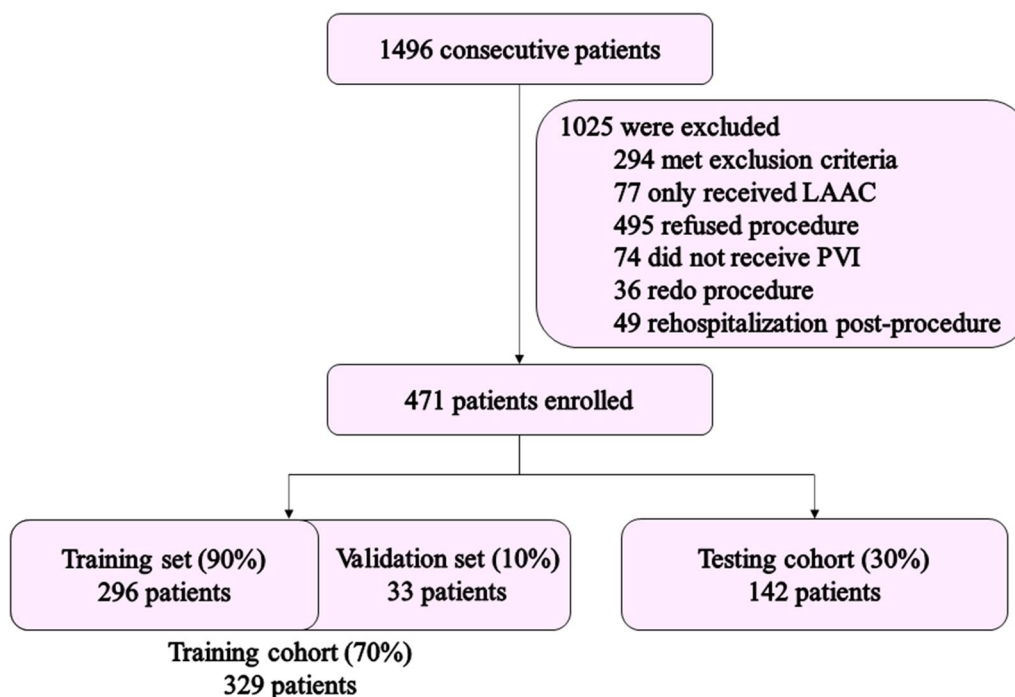 1496 consecutive patients
1025 were excluded
294 met exclusion criteria
77 only received LAAC
495 refused procedure
74 did not receive PVI
36 redo procedure
49 rehospitalization post-procedure
471 patients enrolled
Training set (90%)
296 patients
Validation set (10%)
33 patients
Testing cohort (30%)
142 patients
Training cohort (70%)
329 patients